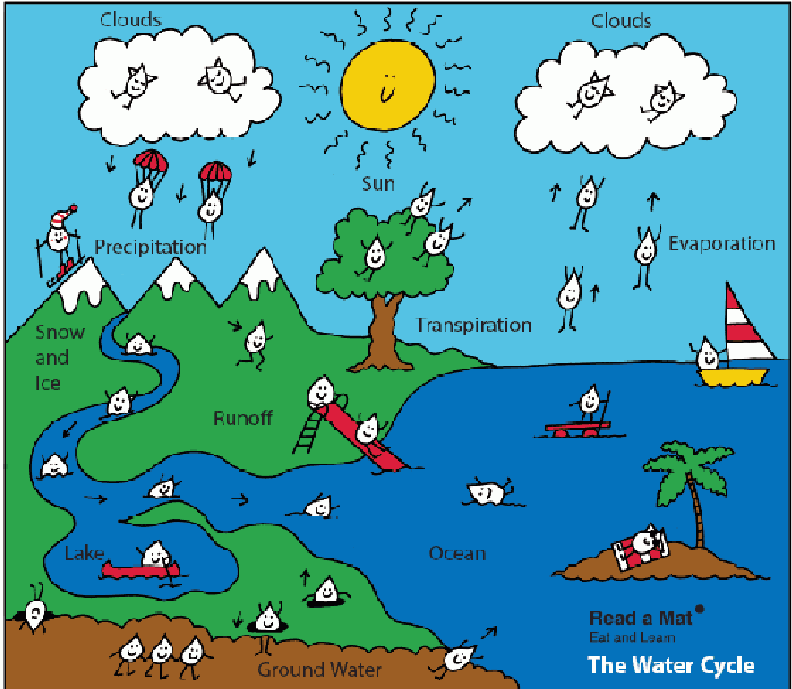 Clouds
Clouds
Sun
Precipitation
Evaporation
Snow
and
Ice
Transpiration
Runoff
Lake
Ocean
Read a Mat
Eat and Learn
Ground Water
The Water Cycle